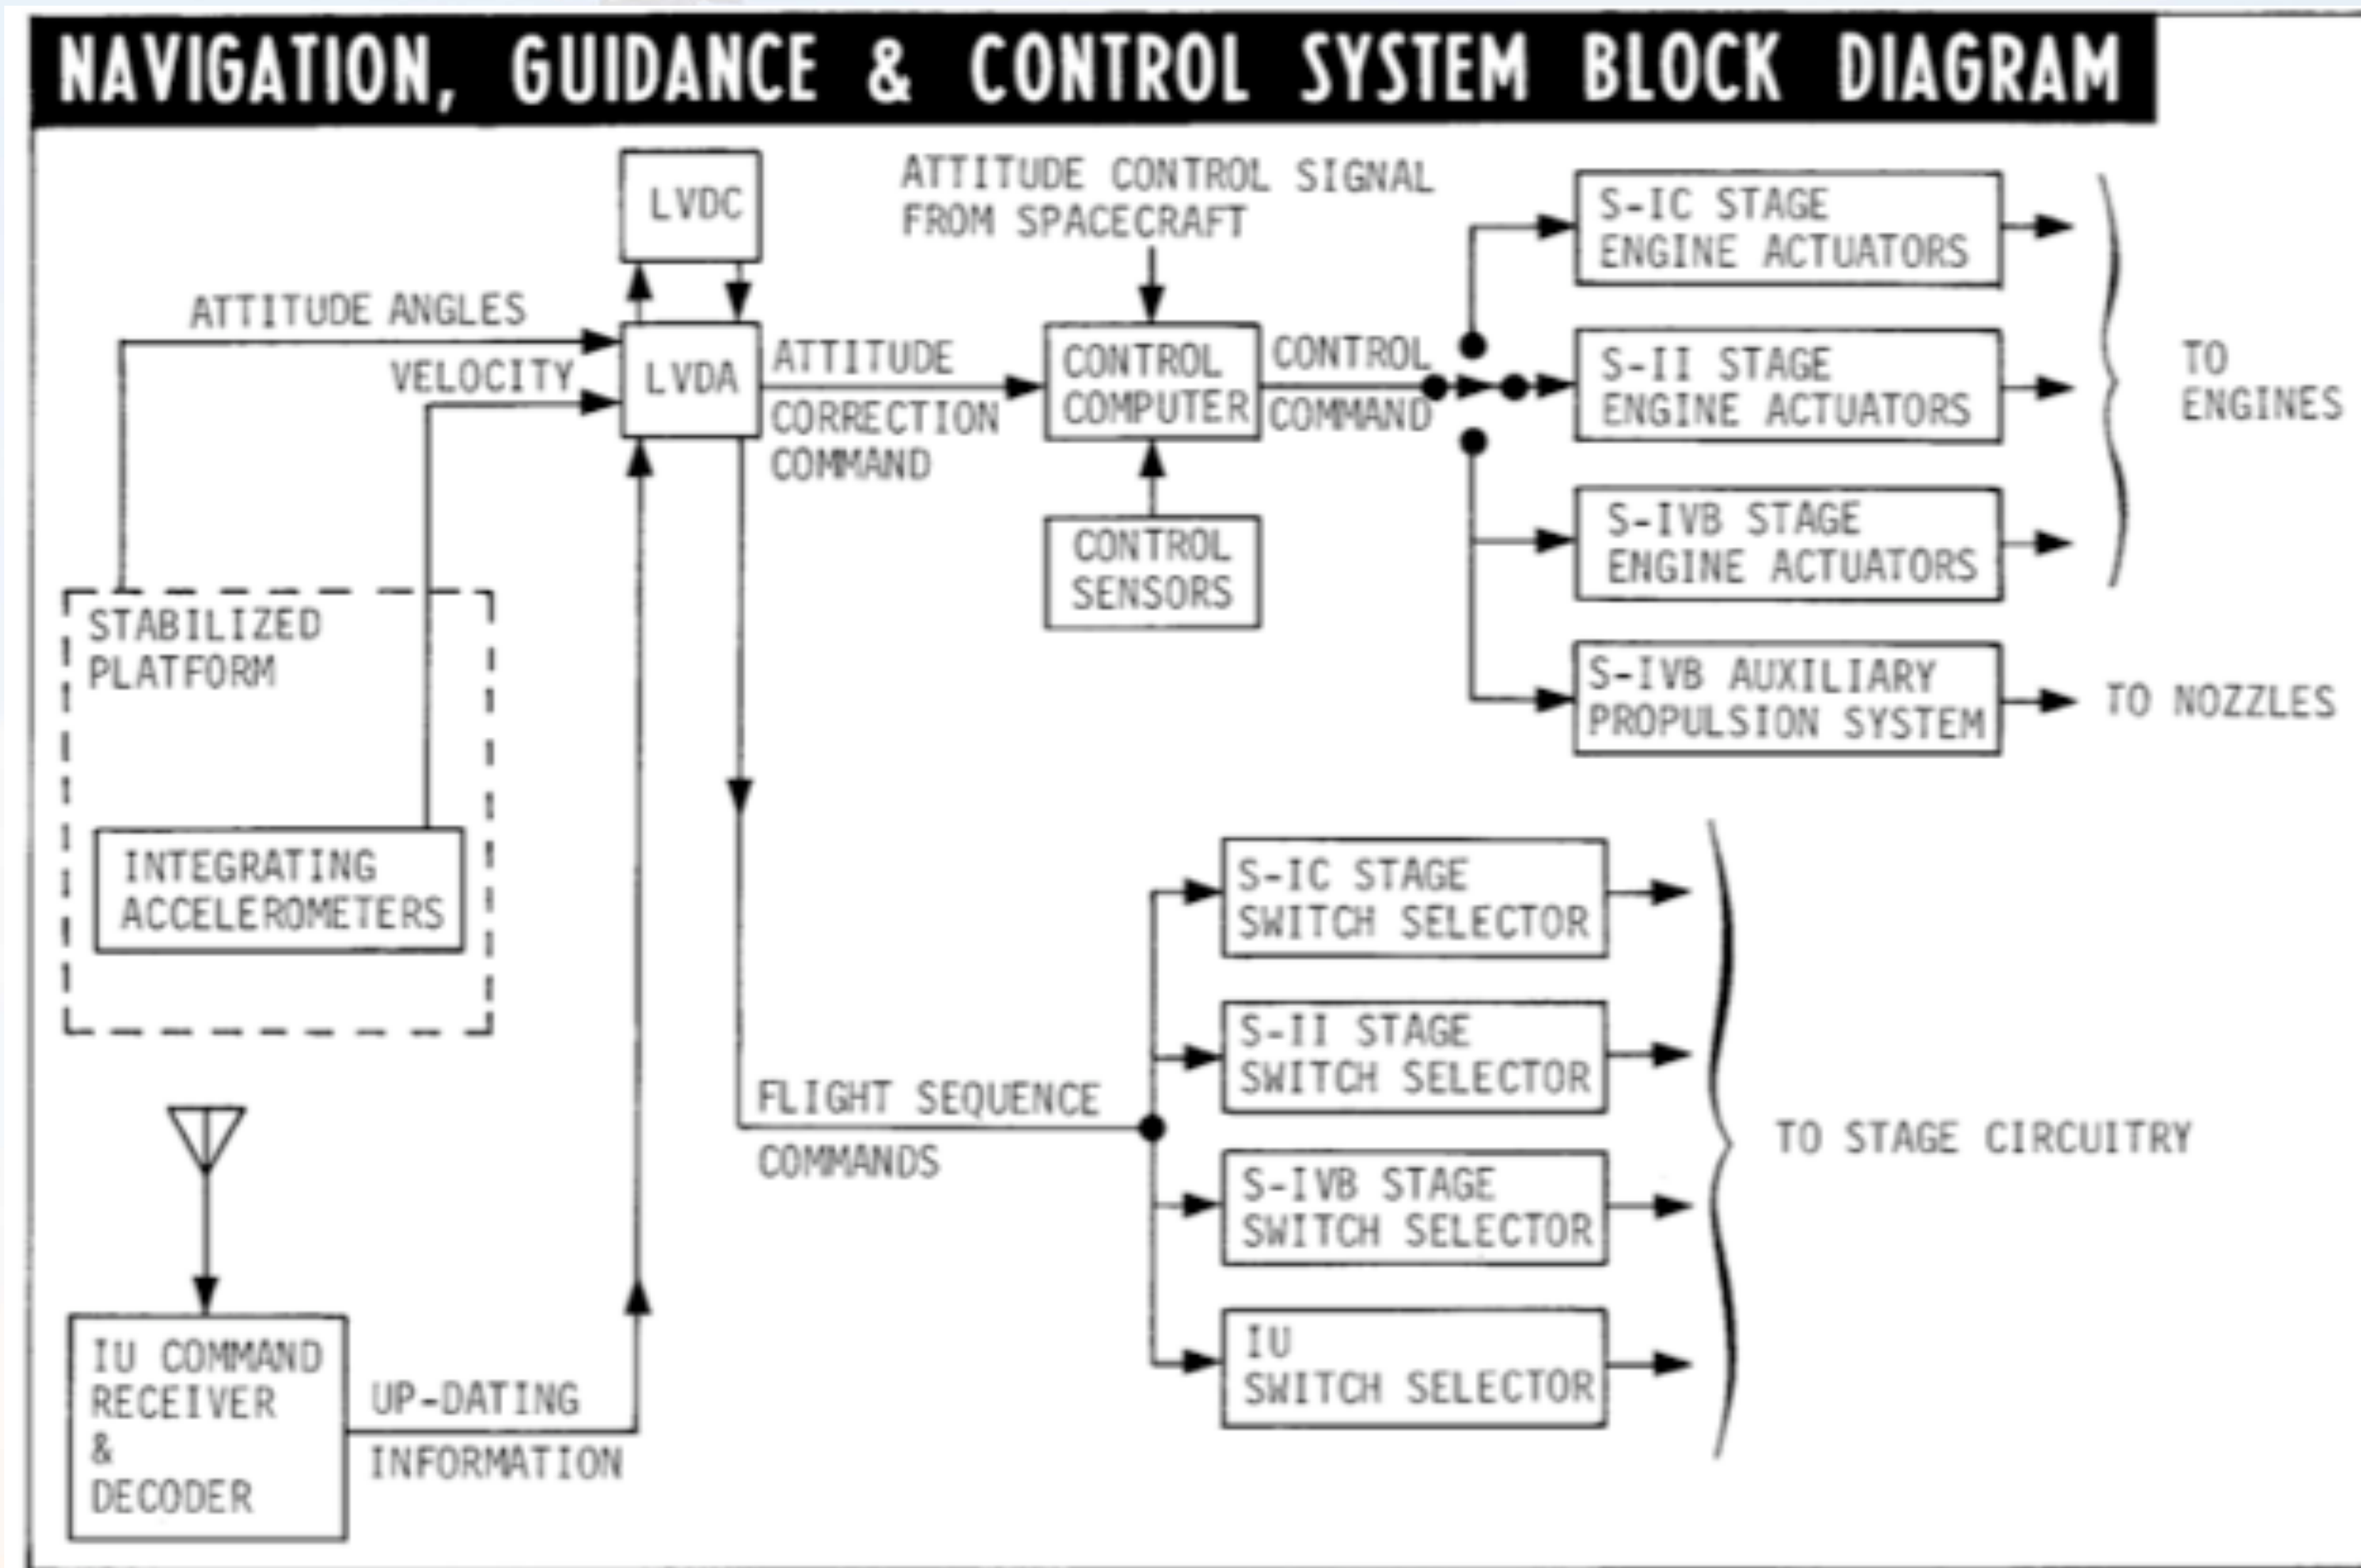 NAVIGATION, GUIDANCE & CONTROL SYSTEM BLOCK DIAGRAM
LVDC
ATTITUDE CONTROL SIGNAL
FROM SPACECRAFT
S-IC STAGE
ENGINE ACTUATORS
ATTITUDE ANGLES
VELOCITY
LVDA
ATTITUDE
CORRECTION
COMMAND
CONTROL
COMPUTER
CONTROL
COMMAND
S-II STAGE
ENGINE ACTUATORS
TO
ENGINES
CONTROL
SENSORS
S-IVB STAGE
ENGINE ACTUATORS
STABILIZED
PLATFORM
S-IVB AUXILIARY
PROPULSION SYSTEM
TO NOZZLES
INTEGRATING
ACCELEROMETERS
S-IC STAGE
SWITCH SELECTOR
S-II STAGE
SWITCH SELECTOR
FLIGHT SEQUENCE
COMMANDS
TO STAGE CIRCUITRY
S-IVB STAGE
SWITCH SELECTOR
IU
SWITCH SELECTOR
IU COMMAND
RECEIVER
&
DECODER
UP-DATING
INFORMATION